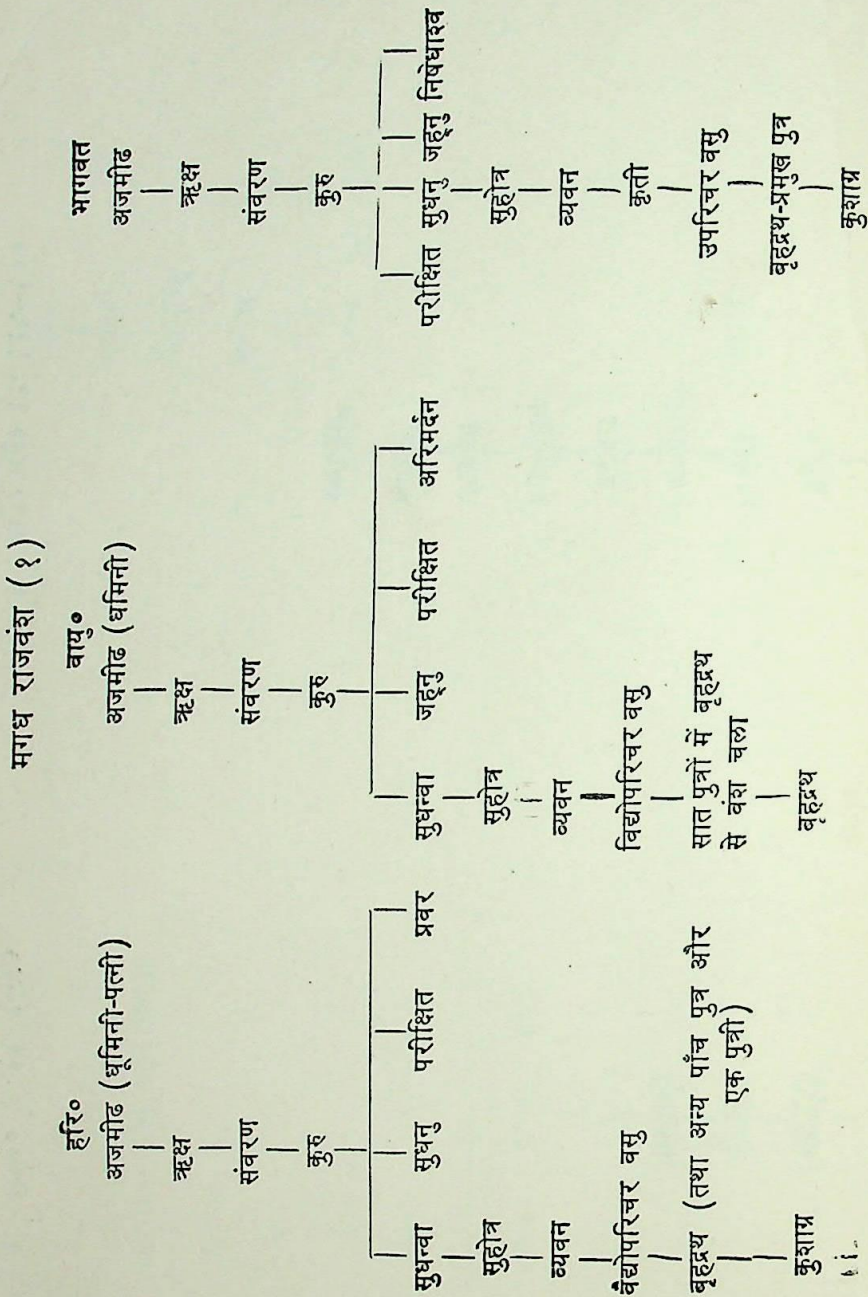 मगध राजवंश (१)
हरि०
अजमीढ (धूमिनी-पत्नी)
ऋक्ष
संवरण
कुरु
सुधन्वा सुधनु परीक्षित प्रवर
सुहोत्र
च्यवन
वैद्योपरिचर वसु
बृहद्रथ (तथा अन्य पाँच पुत्र और
एक पुत्री)
कुशाग्र
वायु०
अजमीढ (धमिनी)
ऋक्ष
संवरण
कुरु
सुधन्वा जह्नु परीक्षित अरिमर्दन
सुहोत्र
च्यवन
विद्योपरिचर वसु
सात पुत्रों में बृहद्रथ
से वंश चला
बृहद्रथ
भागवत
अजमीढ
ऋक्ष
संवरण
कुरु
परीक्षित सुधनु जह्नु निषेधाश्व
सुहोत्र
च्यवन
कृती
उपरिचर वसु
बृहद्रथ-प्रमुख पुत्र
कुशाग्र